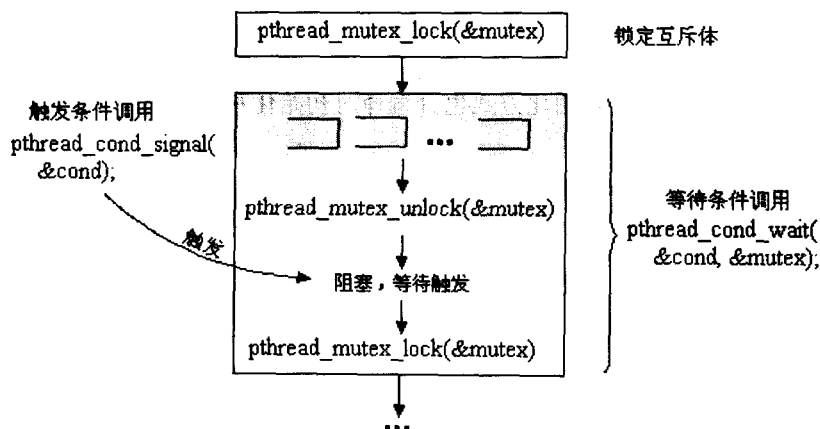 pthread_mutex_lock(&mutex)
锁定互斥体
触发条件调用
pthread_cond_signal(
&cond);
...
pthread_mutex_unlock(&mutex)
触发
阻塞，等待触发
pthread_mutex_lock(&mutex)
等待条件调用
pthread_cond_wait(
&cond, &mutex);
...